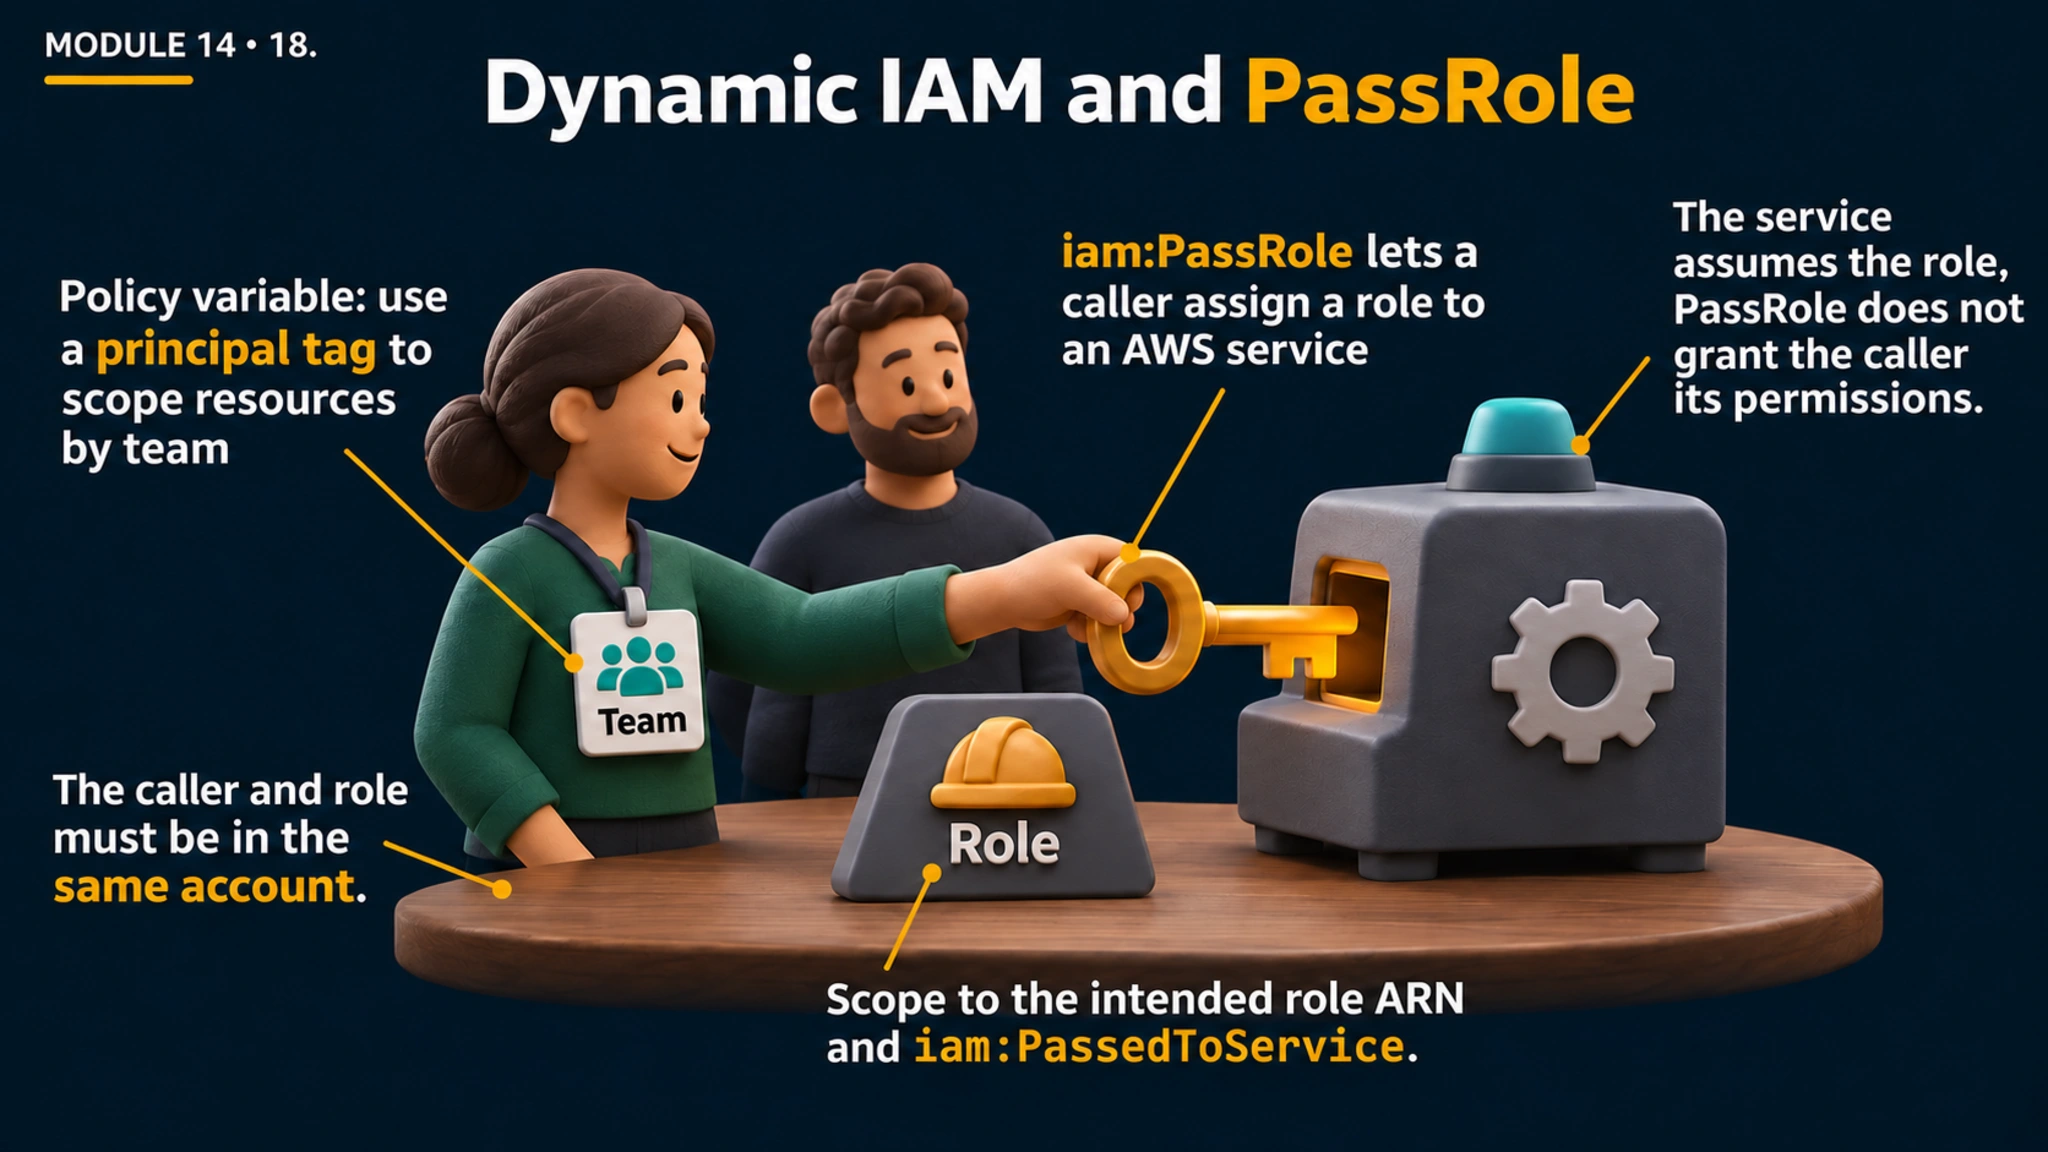 MODULE 14 • 18.
Dynamic IAM and PassRole
Policy variable: use
a principal tag to
scope resources
by team
iam:PassRole lets a
caller assign a role to
an AWS service
The service
assumes the role,
PassRole does not
grant the caller
its permissions.
Team
Role
The caller and role
must be in the
same account.
Scope to the intended role ARN
and iam:PassedToService.